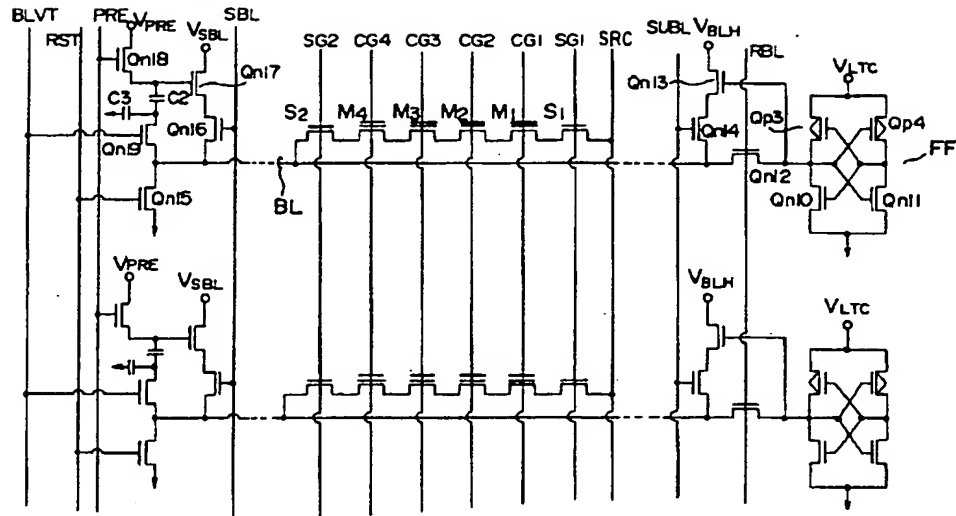 BLVT PRE VPRE SBL
RST Qn18 VSBL
Qn17
C3 C2
Qn16
Qn19
Qn15
SG2 CG4 CG3 CG2 CG1 SG1 SRC
S2 M4 M3 M2 M1 S1
BL
SUBL VBLH RBL
Qn13
Qn14
Qn12
VLTC
Qp3 Qp4
FF
Qn10 Qn11
VPRE VSBL VBLH VLTC